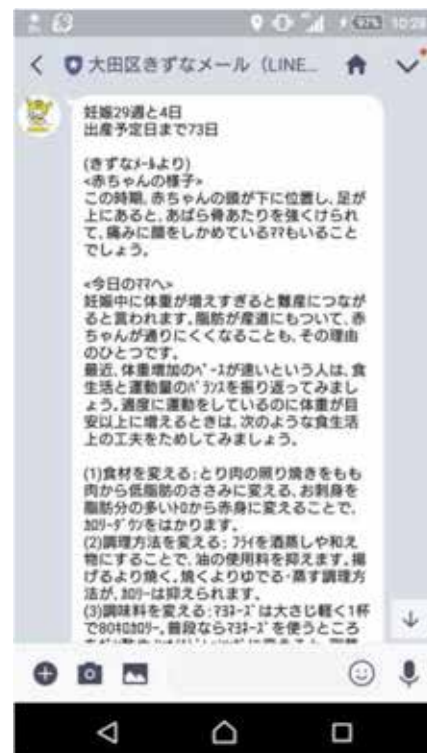 97% 10:29
大田区きずなメール（LINE...
妊娠29週と4日
出産予定日まで73日
(きずなﾒｰﾙより)
<赤ちゃんの様子>
この時期、赤ちゃんの頭が下に位置し、足が
上にあると、あばら骨あたりを強くけられ
て、痛みに顔をしかめているﾏﾏもいること
でしょう。
<今日のﾏﾏへ>
妊娠中に体重が増えすぎると難産につなが
ると言われます。脂肪が産道にもついて、赤
ちゃんが通りにくくなることも、その理由
のひとつです。
最近、体重増加のﾍﾟｰｽが速いという人は、食
生活と運動量のﾊﾞﾗﾝｽを振り返ってみまし
ょう。適度に運動をしているのに体重が目
安以上に増えるときは、次のような食生活
上の工夫をためしてみましょう。
(1)食材を変える:とり肉の照り焼きをもも
肉から低脂肪のささみに変える、お刺身を
脂肪分の多いﾄﾛから赤身に変えることで、
ｶﾛﾘｰﾀﾞｳﾝをはかります。
(2)調理方法を変える:ﾌﾗｲを酒蒸しや和え
物にすることで、油の使用料を抑えます。揚
げるより焼く、焼くよりゆでる･蒸す調理方
法が、ｶﾛﾘｰは抑えられます。
(3)調味料を変える:ﾏﾖﾈｰｽﾞは大さじ軽く1杯
で80ｷﾛｶﾛﾘｰ。普段ならﾏﾖﾈｰｽﾞを使うところ